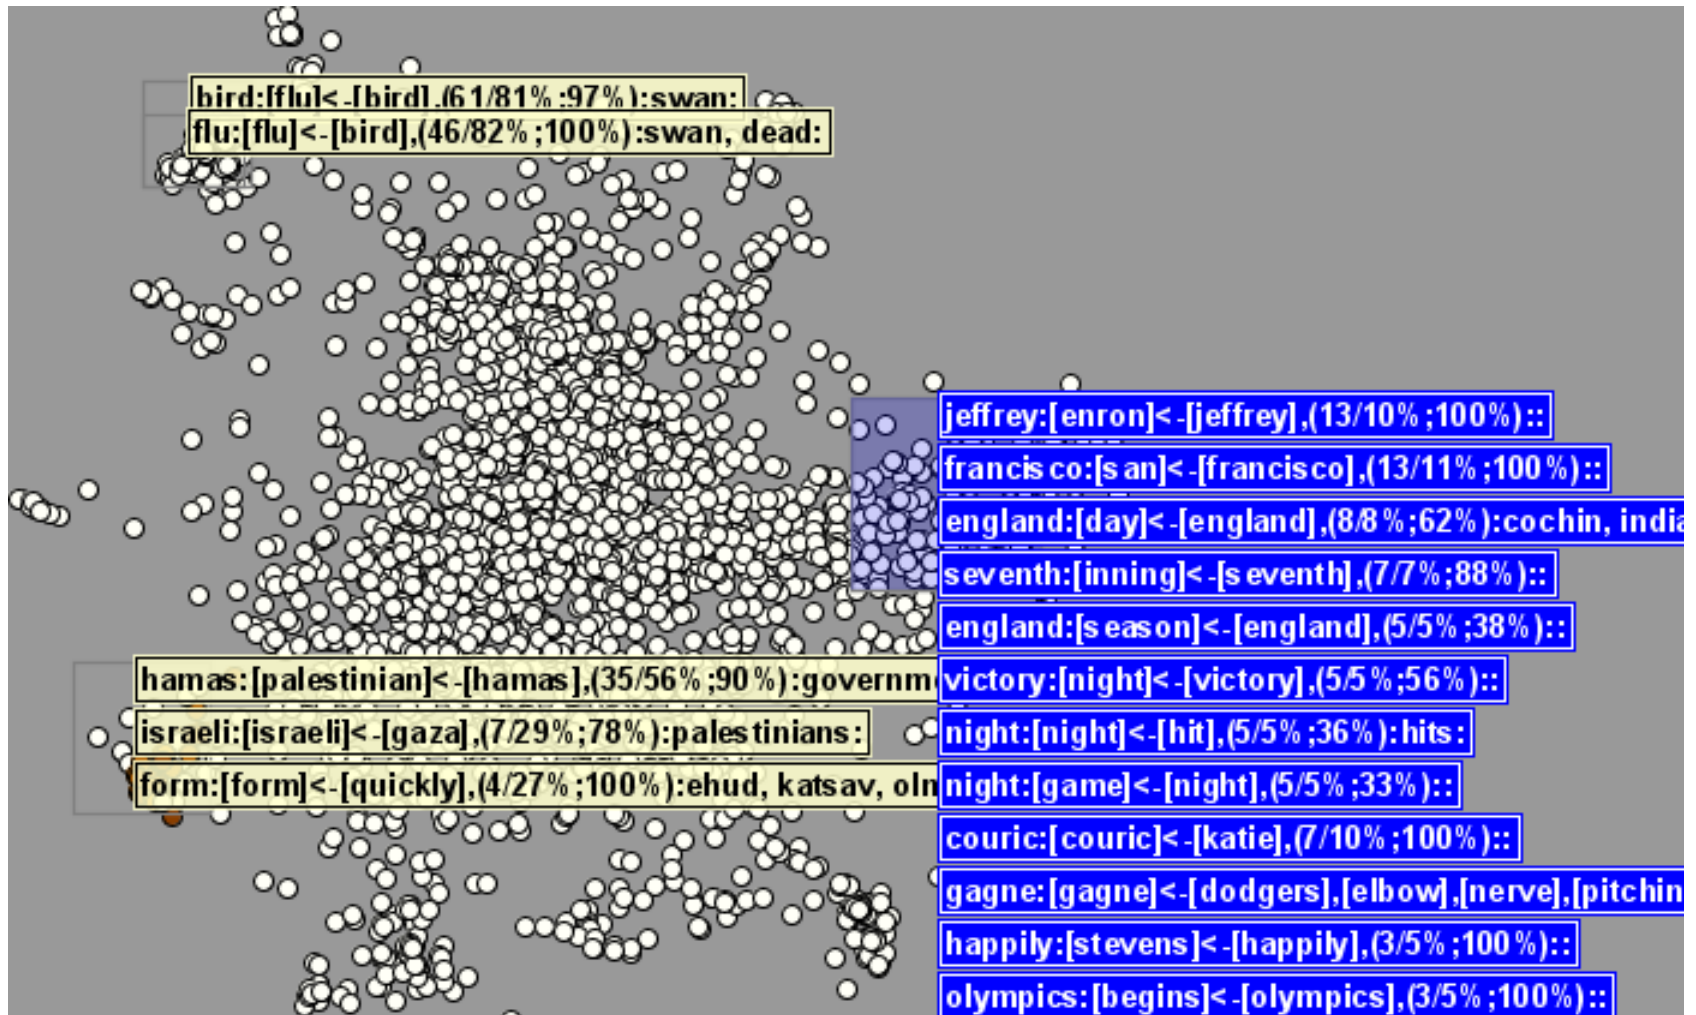 bird:[flu]<-[bird],(61/81%;97%):swan:
flu:[flu]<-[bird],(46/82%;100%):swan, dead:
jeffrey:[enron]<-[jeffrey],(13/10%;100%)::
francisco:[san]<-[francisco],(13/11%;100%)::
england:[day]<-[england],(8/8%;62%):cochin, india
seventh:[inning]<-[seventh],(7/7%;88%)::
england:[season]<-[england],(5/5%;38%)::
hamas:[palestinian]<-[hamas],(35/56%;90%):governm
victory:[night]<-[victory],(5/5%;56%)::
israeli:[israeli]<-[gaza],(7/29%;78%):palestinians:
night:[night]<-[hit],(5/5%;36%):hits:
form:[form]<-[quickly],(4/27%;100%):ehud, katsav, olm
night:[game]<-[night],(5/5%;33%)::
couric:[couric]<-[katie],(7/10%;100%)::
gagne:[gagne]<-[dodgers],[elbow],[nerve],[pitchin
happily:[stevens]<-[happily],(3/5%;100%)::
olympics:[begins]<-[olympics],(3/5%;100%)::